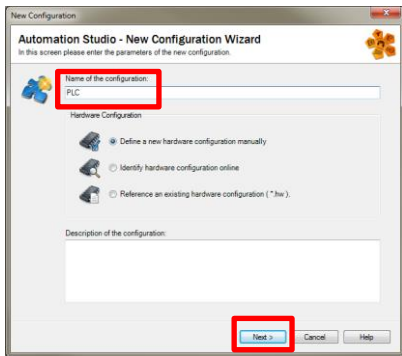 New Configuration
Automation Studio - New Configuration Wizard
In this screen please enter the parameters of the new configuration.
Name of the configuration:
PLC
Hardware Configuration
Define a new hardware configuration manually
Identify hardware configuration online
Reference an existing hardware configuration ( *.hw ).
Description of the configuration:
Next > Cancel Help